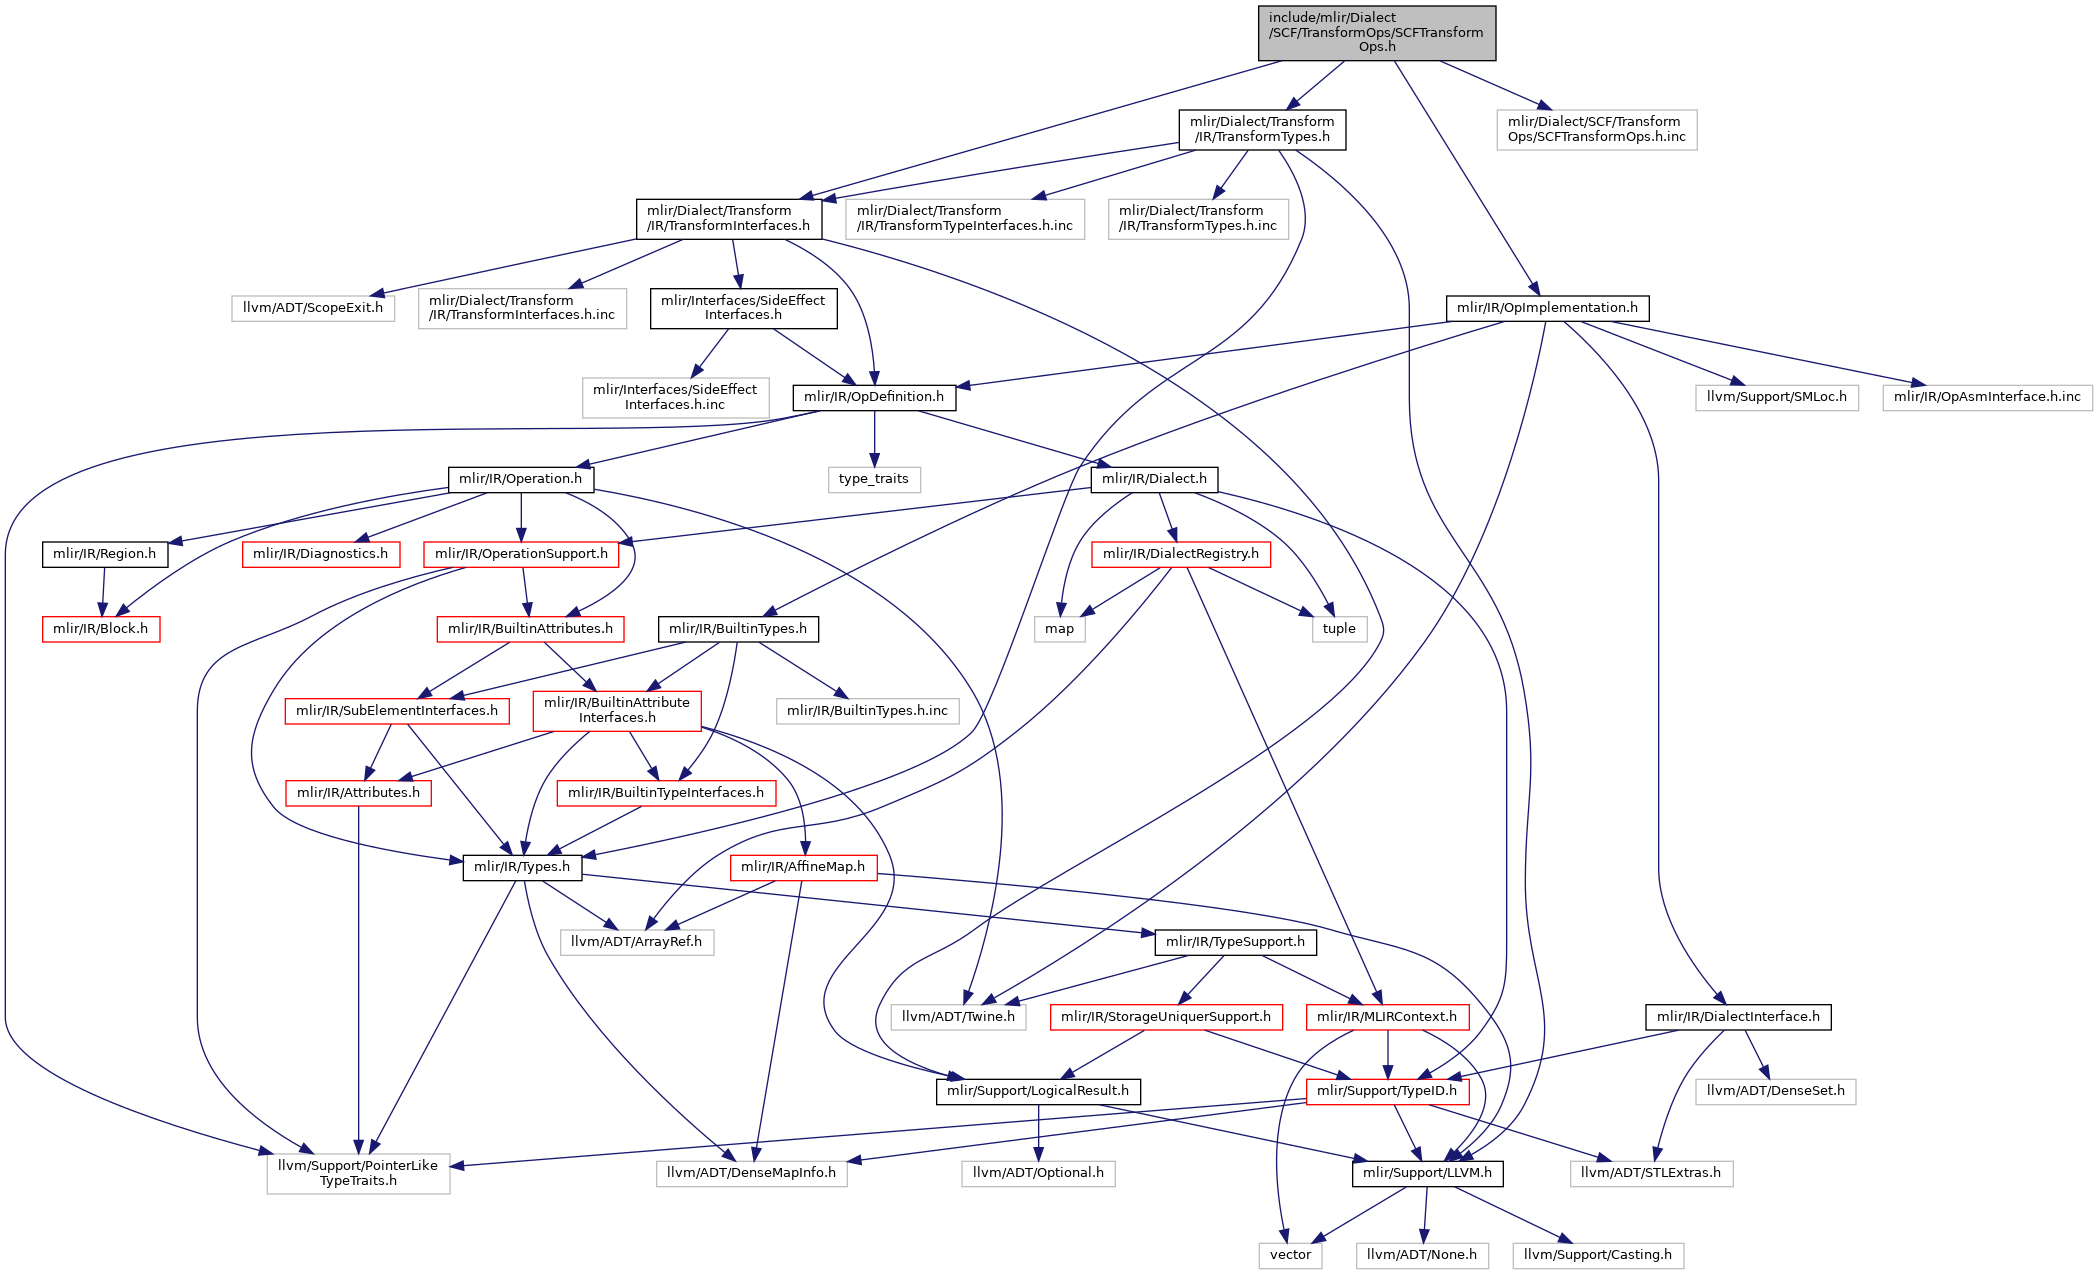 include/mlir/Dialect
/SCF/TransformOps/SCFTransform
Ops.h
mlir/Dialect/Transform
/IR/TransformTypes.h
mlir/Dialect/SCF/Transform
Ops/SCFTransformOps.h.inc
mlir/Dialect/Transform
/IR/TransformInterfaces.h
mlir/Dialect/Transform
/IR/TransformTypeInterfaces.h.inc
mlir/Dialect/Transform
/IR/TransformTypes.h.inc
llvm/ADT/ScopeExit.h
mlir/Dialect/Transform
/IR/TransformInterfaces.h.inc
mlir/Interfaces/SideEffect
Interfaces.h
mlir/IR/OpImplementation.h
mlir/Interfaces/SideEffect
Interfaces.h.inc
mlir/IR/OpDefinition.h
llvm/Support/SMLoc.h
mlir/IR/OpAsmInterface.h.inc
mlir/IR/Operation.h
type_traits
mlir/IR/Dialect.h
mlir/IR/Region.h
mlir/IR/Diagnostics.h
mlir/IR/OperationSupport.h
mlir/IR/DialectRegistry.h
mlir/IR/Block.h
mlir/IR/BuiltinAttributes.h
mlir/IR/BuiltinTypes.h
map
tuple
mlir/IR/SubElementInterfaces.h
mlir/IR/BuiltinAttribute
Interfaces.h
mlir/IR/BuiltinTypes.h.inc
mlir/IR/Attributes.h
mlir/IR/BuiltinTypeInterfaces.h
mlir/IR/Types.h
mlir/IR/AffineMap.h
llvm/ADT/ArrayRef.h
mlir/IR/TypeSupport.h
llvm/ADT/Twine.h
mlir/IR/StorageUniquerSupport.h
mlir/IR/MLIRContext.h
mlir/IR/DialectInterface.h
mlir/Support/LogicalResult.h
mlir/Support/TypeID.h
llvm/ADT/DenseSet.h
llvm/Support/PointerLike
TypeTraits.h
llvm/ADT/DenseMapInfo.h
llvm/ADT/Optional.h
mlir/Support/LLVM.h
llvm/ADT/STLExtras.h
vector
llvm/ADT/None.h
llvm/Support/Casting.h